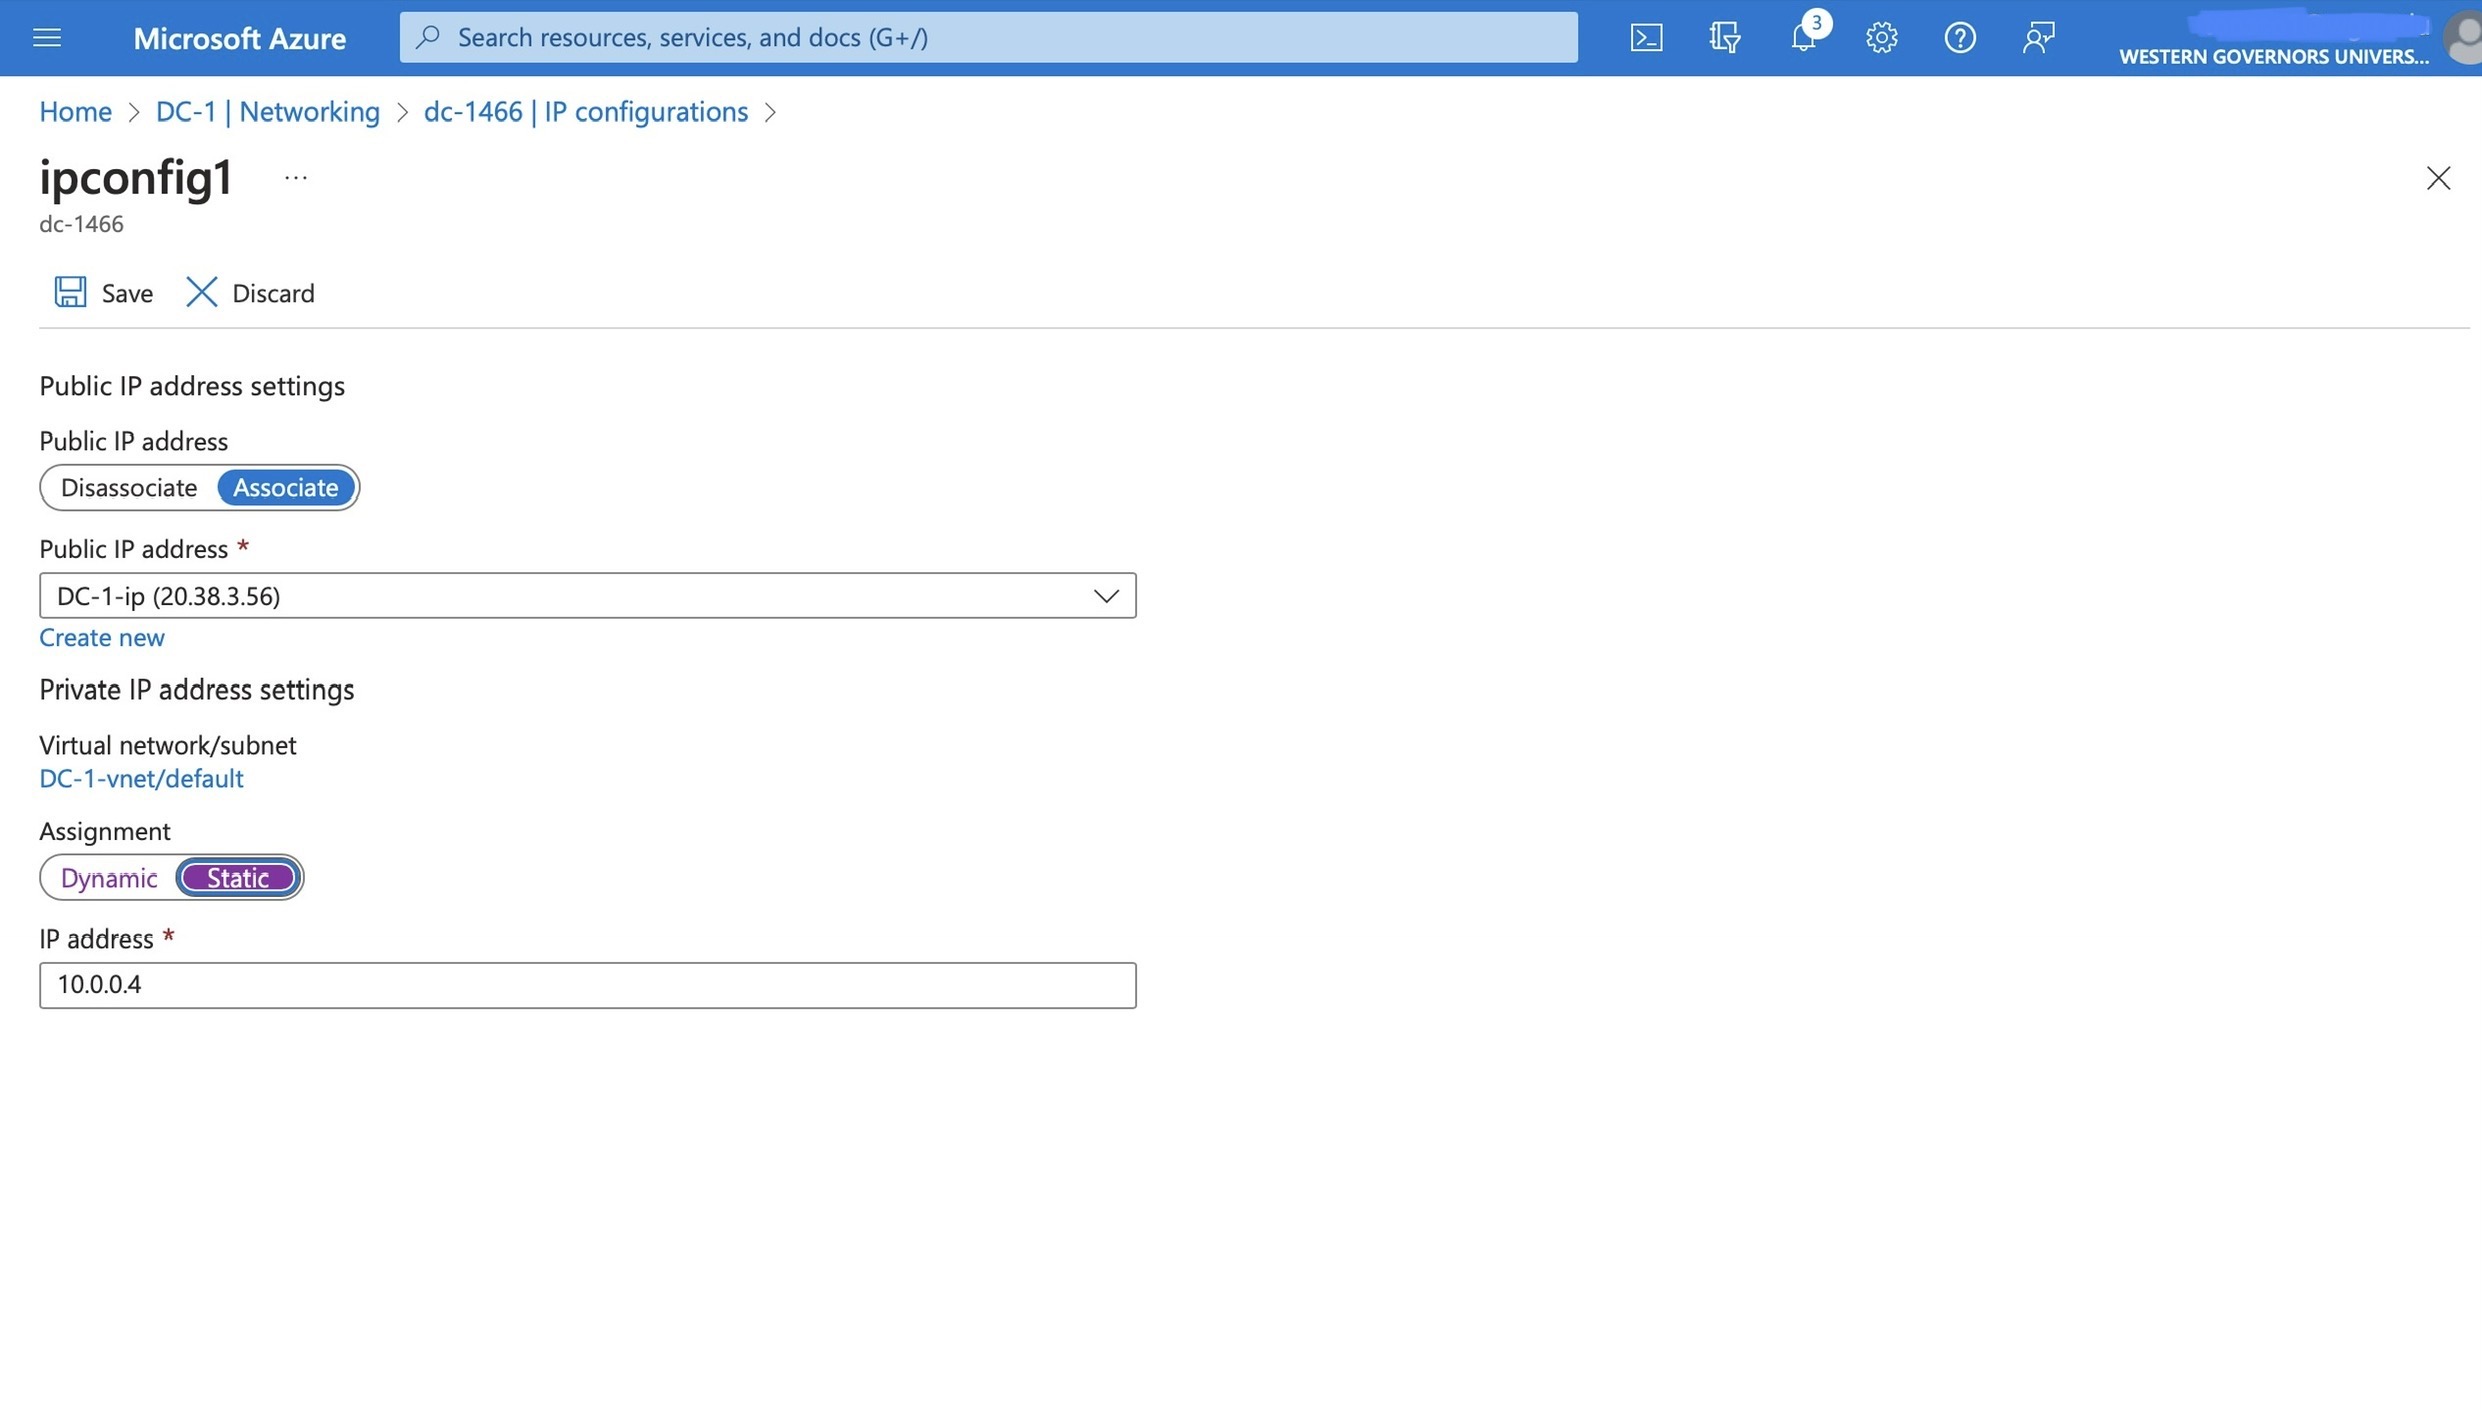 Microsoft Azure
Search resources, services, and docs (G+/)
3
WESTERN GOVERNORS UNIVERS...
Home > DC-1 | Networking > dc-1466 | IP configurations >
ipconfig1 ...
dc-1466
Save Discard
Public IP address settings
Public IP address
Disassociate Associate
Public IP address *
DC-1-ip (20.38.3.56)
Create new
Private IP address settings
Virtual network/subnet
DC-1-vnet/default
Assignment
Dynamic Static
IP address *
10.0.0.4